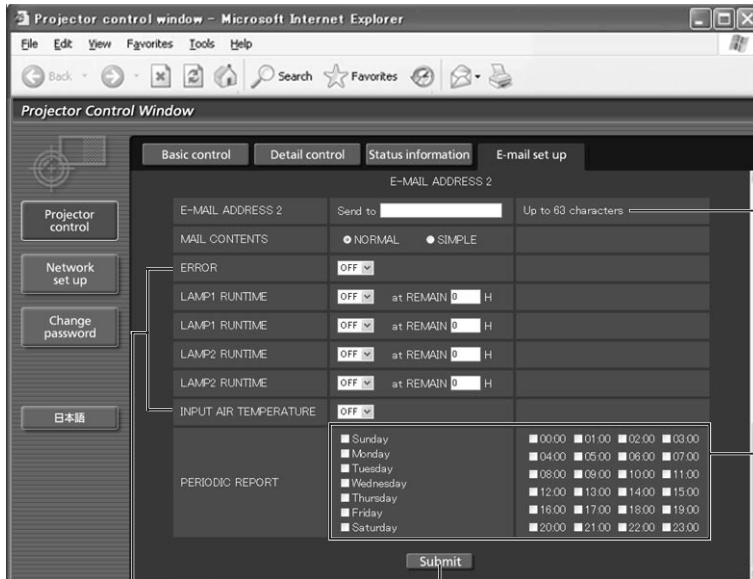 Projector control window - Microsoft Internet Explorer
File Edit View Favorites Tools Help
Back Search Favorites
Projector Control Window
Basic control Detail control Status information E-mail set up
Projector control
Network set up
Change password
日本語
E-MAIL ADDRESS 2
E-MAIL ADDRESS 2 Send to Up to 63 characters
MAIL CONTENTS NORMAL SIMPLE
ERROR OFF
LAMP1 RUNTIME OFF at REMAIN 0 H
LAMP1 RUNTIME OFF at REMAIN 0 H
LAMP2 RUNTIME OFF at REMAIN 0 H
LAMP2 RUNTIME OFF at REMAIN 0 H
INPUT AIR TEMPERATURE OFF
PERIODIC REPORT
Sunday
Monday
Tuesday
Wednesday
Thursday
Friday
Saturday
00:00 01:00 02:00 03:00
04:00 05:00 06:00 07:00
08:00 09:00 10:00 11:00
12:00 13:00 14:00 15:00
16:00 17:00 18:00 19:00
20:00 21:00 22:00 23:00
Submit